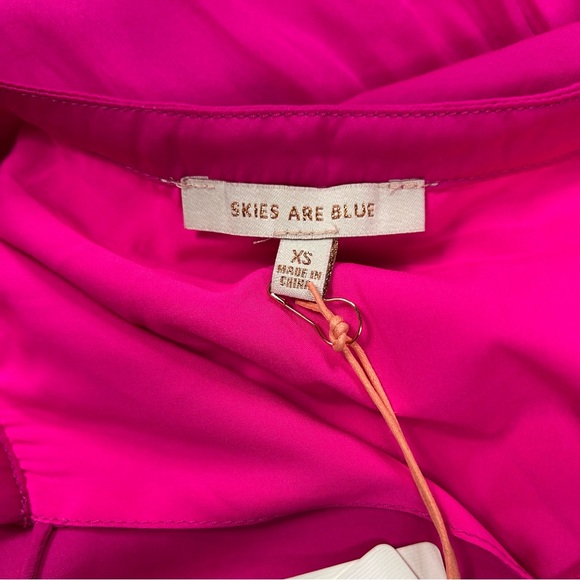 SKIES ARE BLUE
XS
MADE IN
CHINA